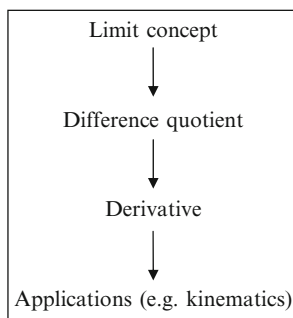 Limit concept
Difference quotient
Derivative
Applications (e.g. kinematics)